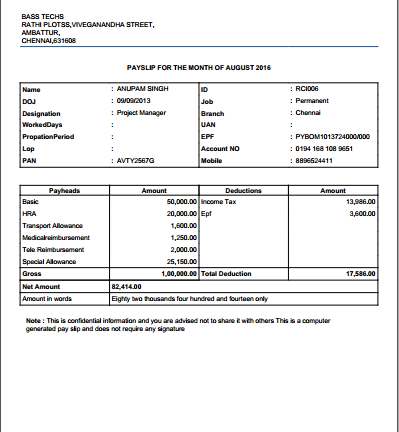 BASS TECHS
RATHI PLOTSS,VIVEGANANDHA STREET,
AMBATTUR,
CHENNAI,631608
PAYSLIP FOR THE MONTH OF AUGUST 2016
Name : ANUPAM SINGH ID : RCI006
DOJ : 09/09/2013 Job : Permanent
Designation : Project Manager Branch : Chennai
WorkedDays : UAN :
PropationPeriod : EPF : PYBOM1013724000/000
Lop : Account NO : 0194 168 108 9651
PAN : AVTY2567G Mobile : 8896524411
Payheads Amount Deductions Amount
Basic 50,000.00 Income Tax 13,986.00
HRA 20,000.00 Epf 3,600.00
Transport Allowance 1,600.00
Medicalreimbursement 1,250.00
Tele Reimbursement 2,000.00
Special Allowance 25,150.00
Gross 1,00,000.00 Total Deduction 17,586.00
Net Amount 82,414.00
Amount in words Eighty two thousands four hundred and fourteen only
Note : This is confidential information and you are advised not to share it with others This is a computer
generated pay slip and does not require any signature